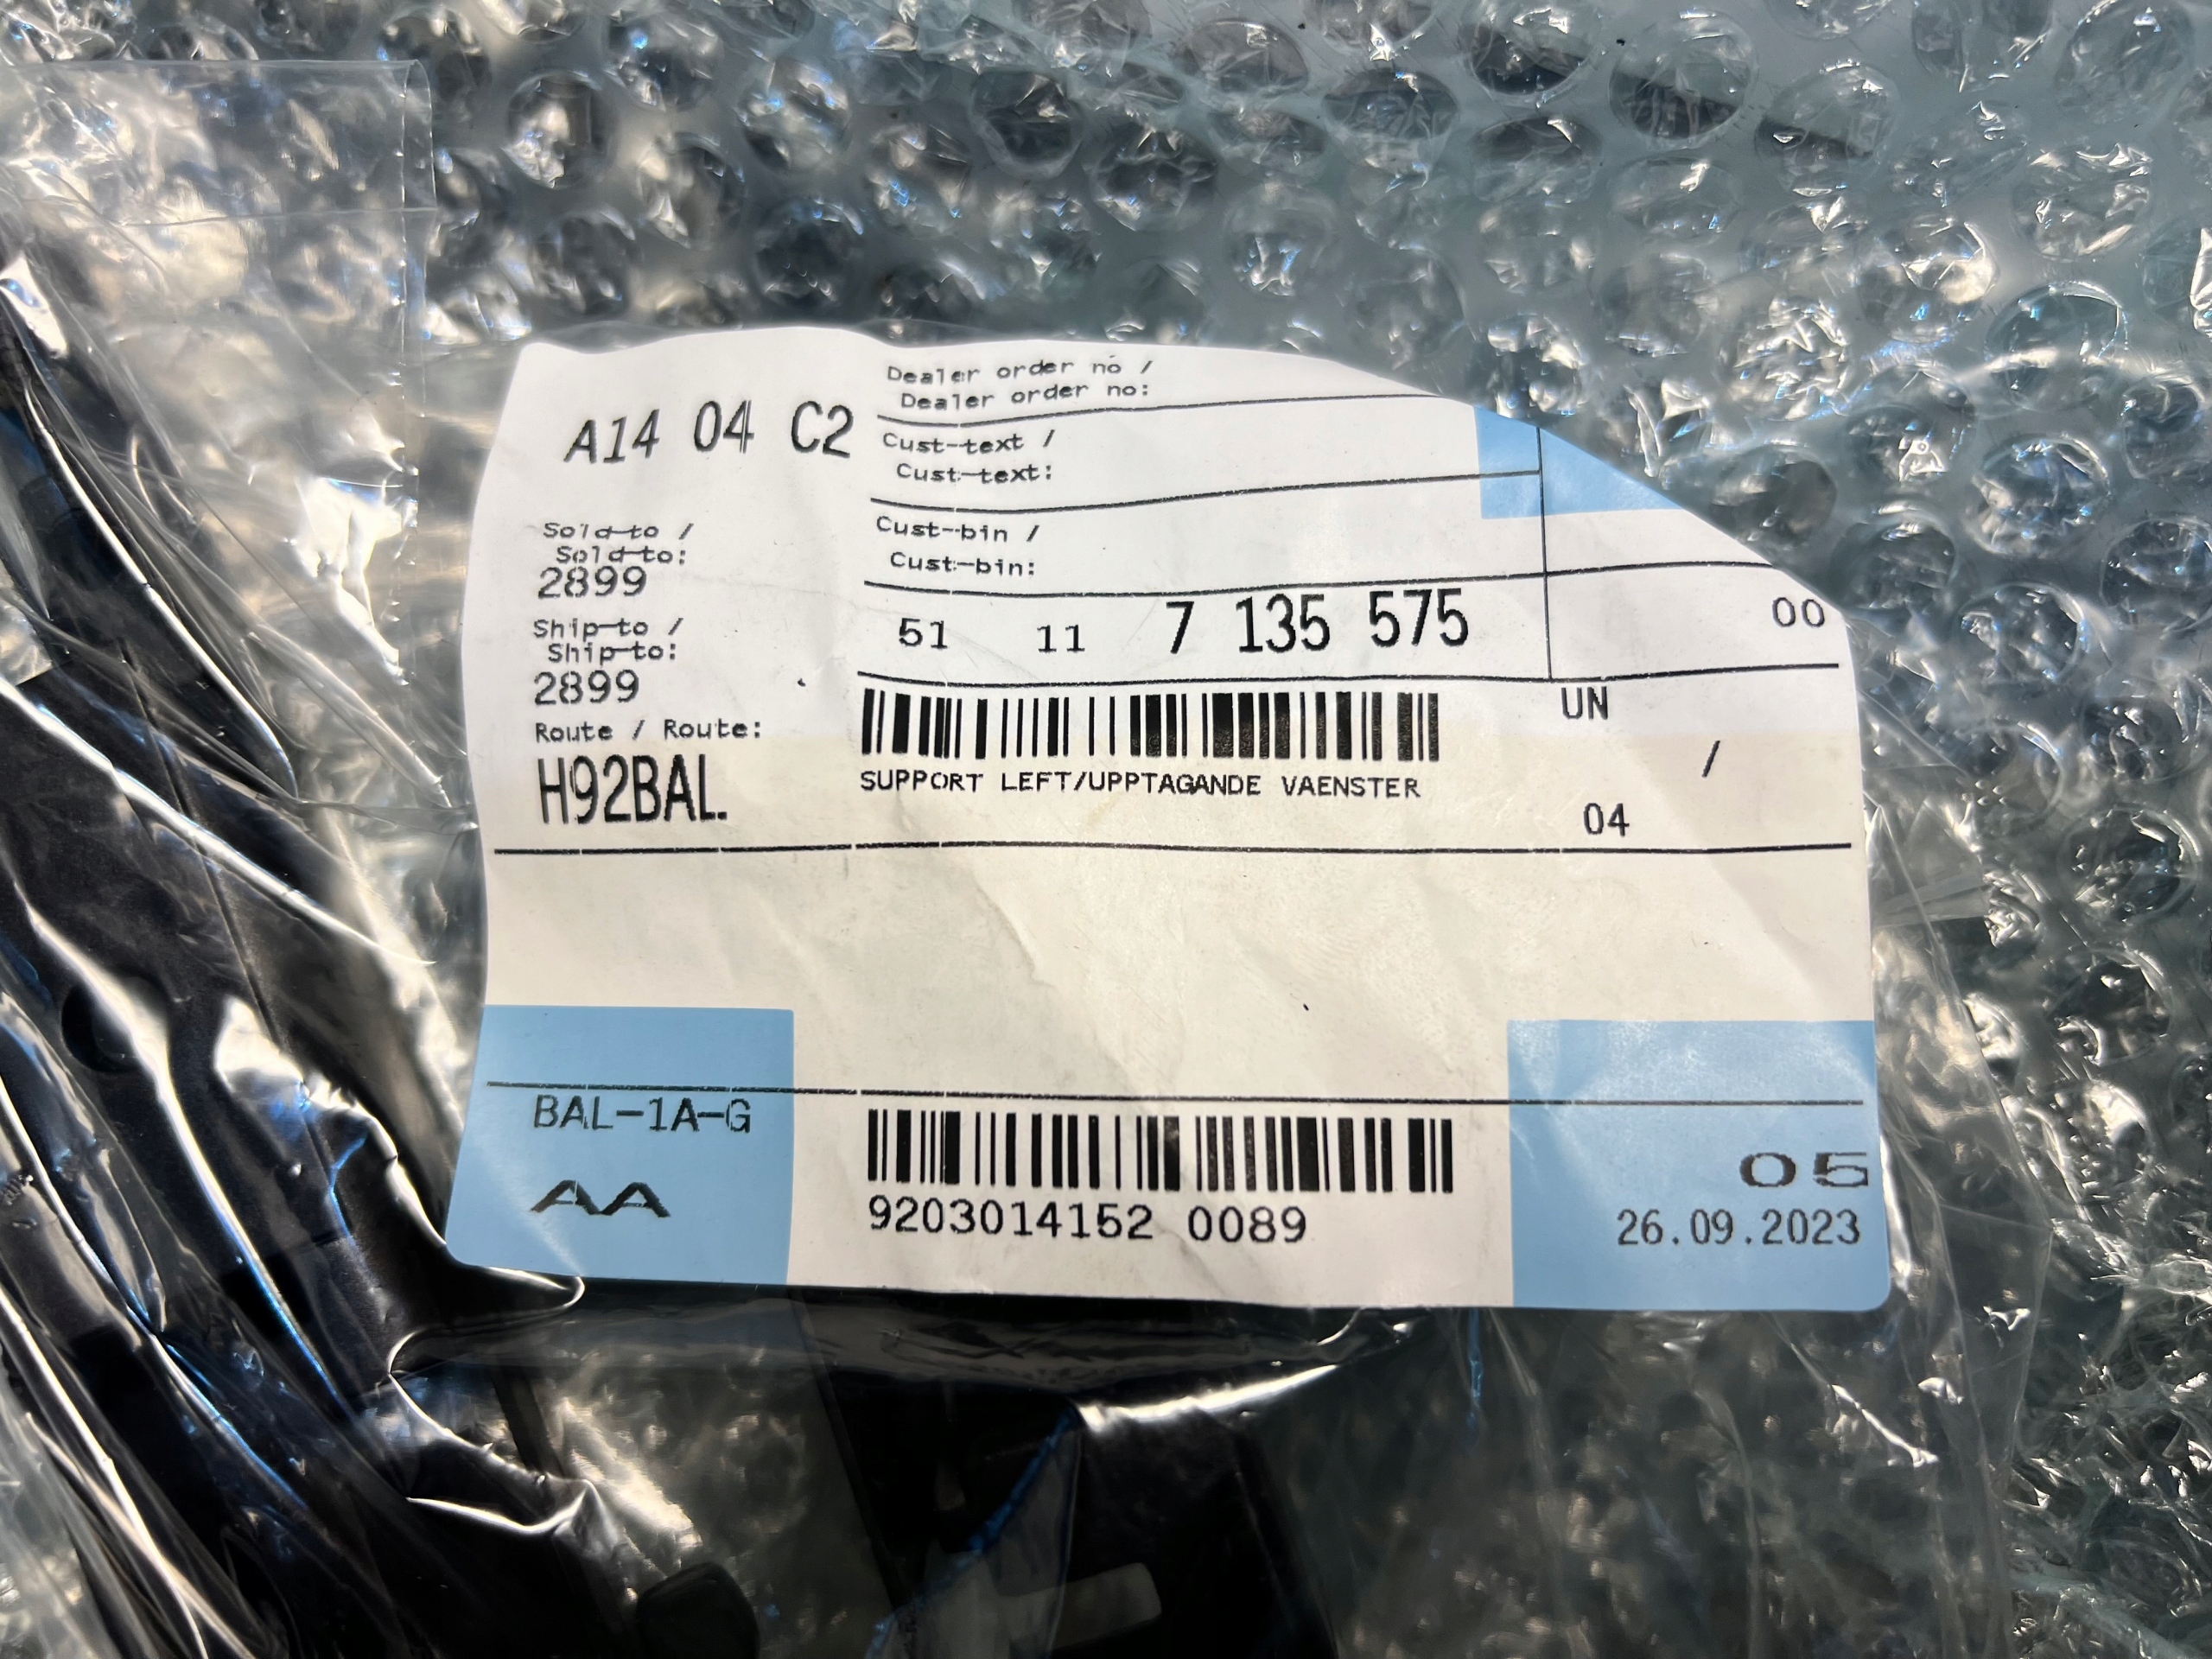 Dealer order no /
Dealer order no:
A14 04 C2
Cust-text /
Cust-text:
Sold-to /
Sold-to:
2899
Cust-bin /
Cust-bin:
Ship-to /
Ship-to:
2899
51 11 7 135 575
00
Route / Route:
H92BAL.
SUPPORT LEFT/UPPTAGANDE VAENSTER
UN
/
04
BAL-1A-G
AA
9203014152 0089
05
26.09.2023